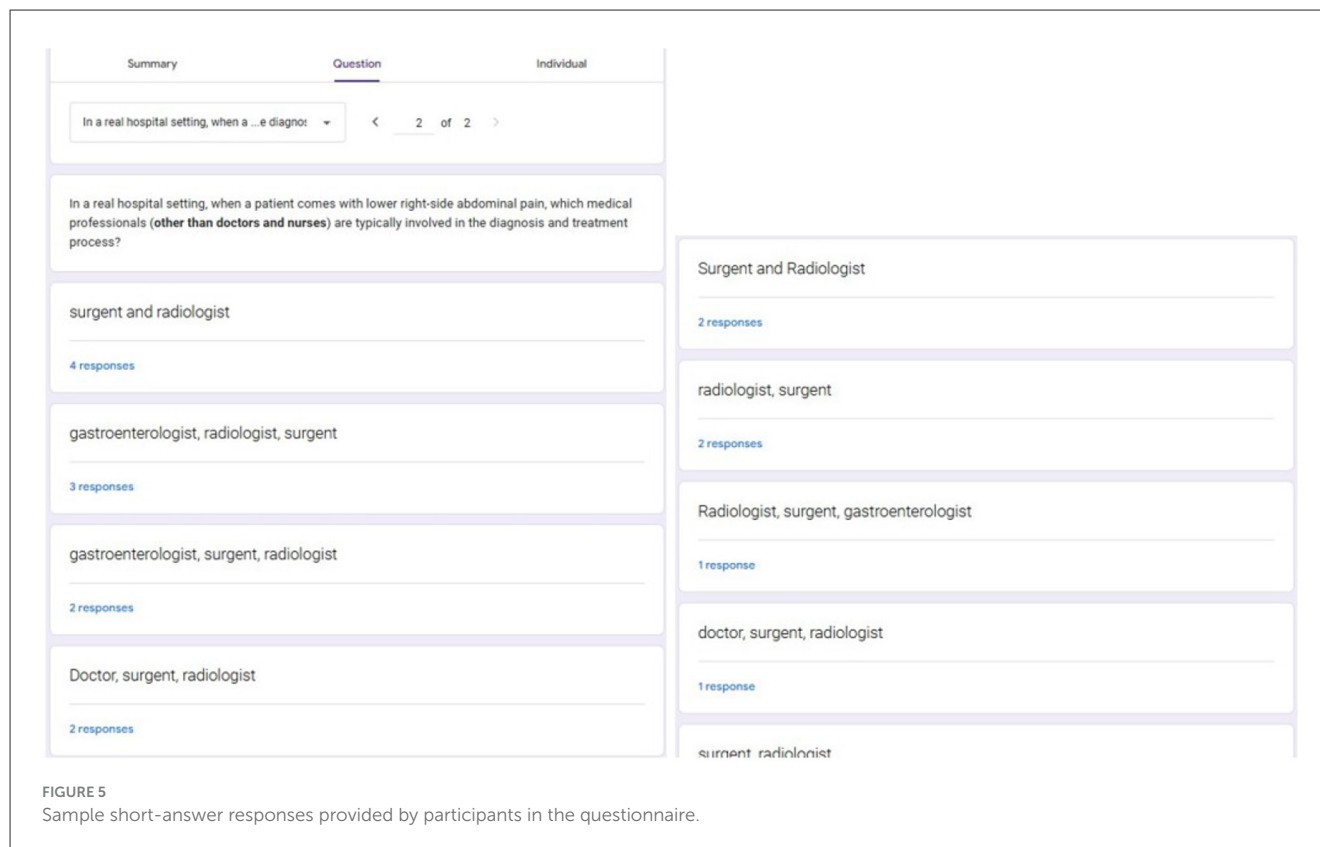 Summary Question Individual
In a real hospital setting, when a ...e diagnos 2 of 2
In a real hospital setting, when a patient comes with lower right-side abdominal pain, which medical
professionals (other than doctors and nurses) are typically involved in the diagnosis and treatment
process?
surgent and radiologist
4 responses
gastroenterologist, radiologist, surgent
3 responses
gastroenterologist, surgent, radiologist
2 responses
Doctor, surgent, radiologist
2 responses
Surgent and Radiologist
2 responses
radiologist, surgent
2 responses
Radiologist, surgent, gastroenterologist
1 response
doctor, surgent, radiologist
1 response
surgent, radiologist
FIGURE 5
Sample short-answer responses provided by participants in the questionnaire.